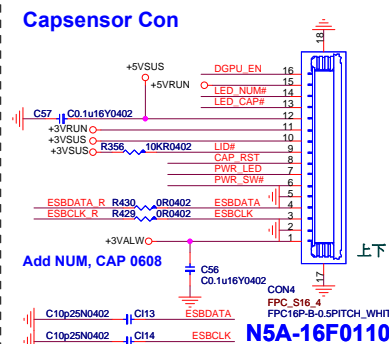 Capsensor Con
18
+5VSUS
DGPU_EN 16
+5VRUN 15
LED_NUM# 14
LED_CAP# 13
C57 C0.1u16Y0402 12
+3VRUN 11
+3VSUS 10
+3VSUS R356 10KR0402 LID# 9
CAP_RST 8
PWR_LED 7
PWR_SW# 6
5
ESBDATA_R R430 0R0402 ESBDATA 4
ESBCLK_R R429 0R0402 ESBCLK 3
2
+3VALW 1
上下
Add NUM, CAP 0608
C56
C0.1u16Y0402
17
CON4
FPC_S16_4
FPC16P-B-0.5PITCH_WHIT
C10p25N0402 CI13 ESBDATA
C10p25N0402 CI14 ESBCLK
N5A-16F0110